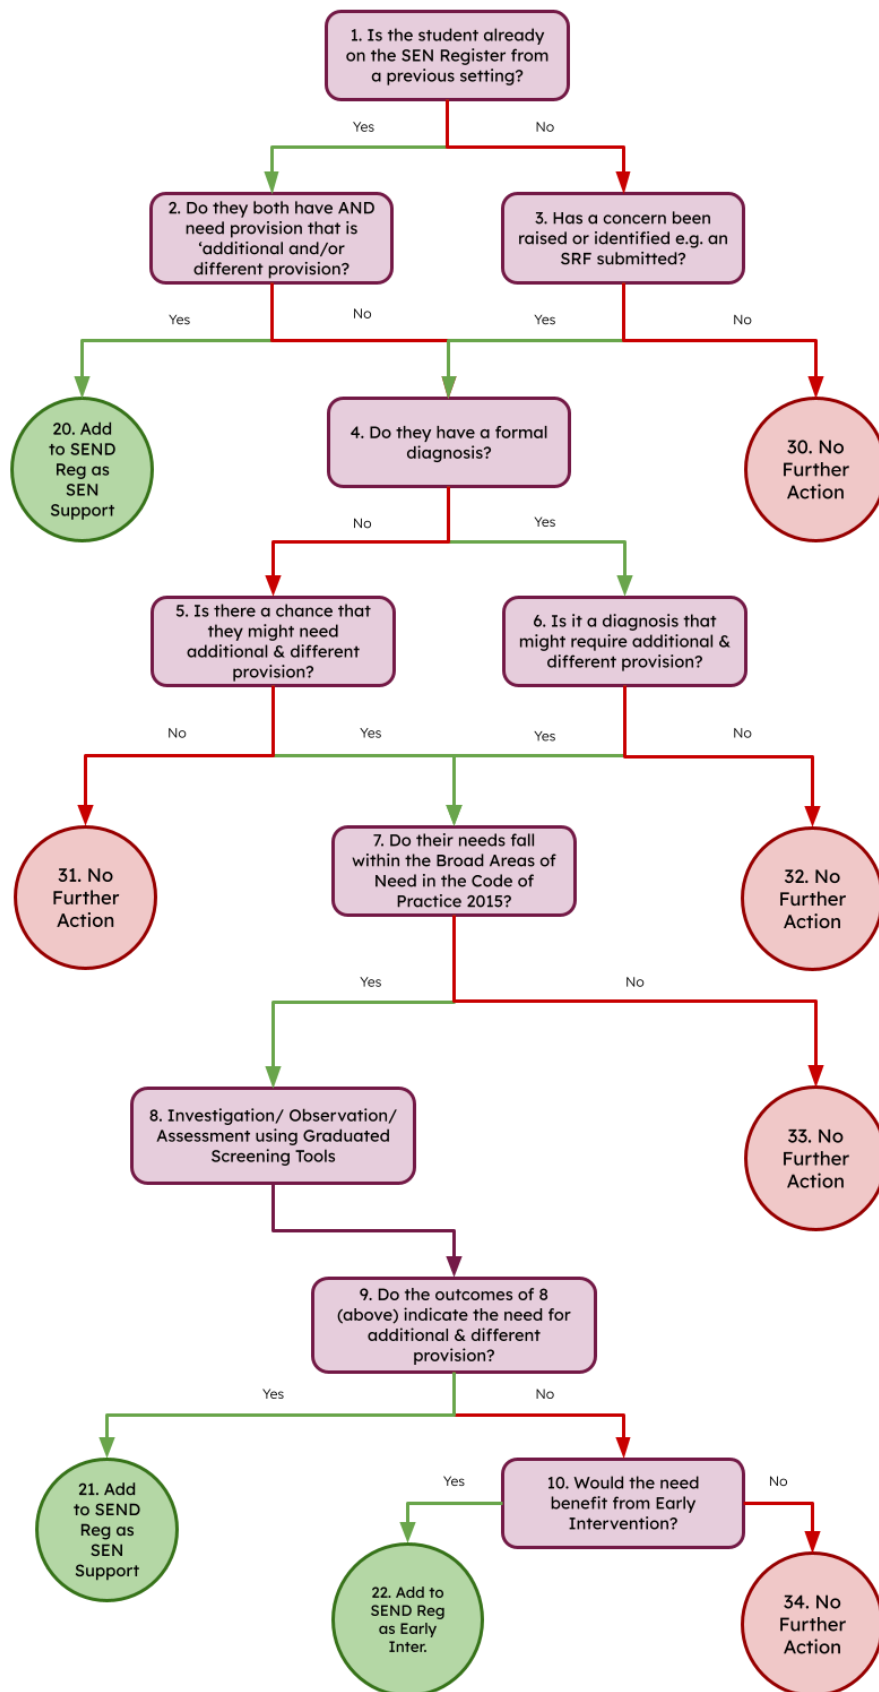 1. Is the student already
on the SEN Register from
a previous setting?
Yes
No
2. Do they both have AND
need provision that is
‘additional and/or
different provision?
3. Has a concern been
raised or identified e.g. an
SRF submitted?
Yes
No
Yes
No
20. Add
to SEND
Reg as
SEN
Support
4. Do they have a formal
diagnosis?
30. No
Further
Action
No
Yes
5. Is there a chance that
they might need
additional & different
provision?
6. Is it a diagnosis that
might require additional &
different provision?
No
Yes
Yes
No
31. No
Further
Action
7. Do their needs fall
within the Broad Areas of
Need in the Code of
Practice 2015?
32. No
Further
Action
Yes
No
8. Investigation/ Observation/
Assessment using Graduated
Screening Tools
33. No
Further
Action
9. Do the outcomes of 8
(above) indicate the need for
additional & different
provision?
Yes
No
21. Add
to SEND
Reg as
SEN
Support
Yes
10. Would the need
benefit from Early
Intervention?
No
22. Add to
SEND Reg
as Early
Inter.
34. No
Further
Action